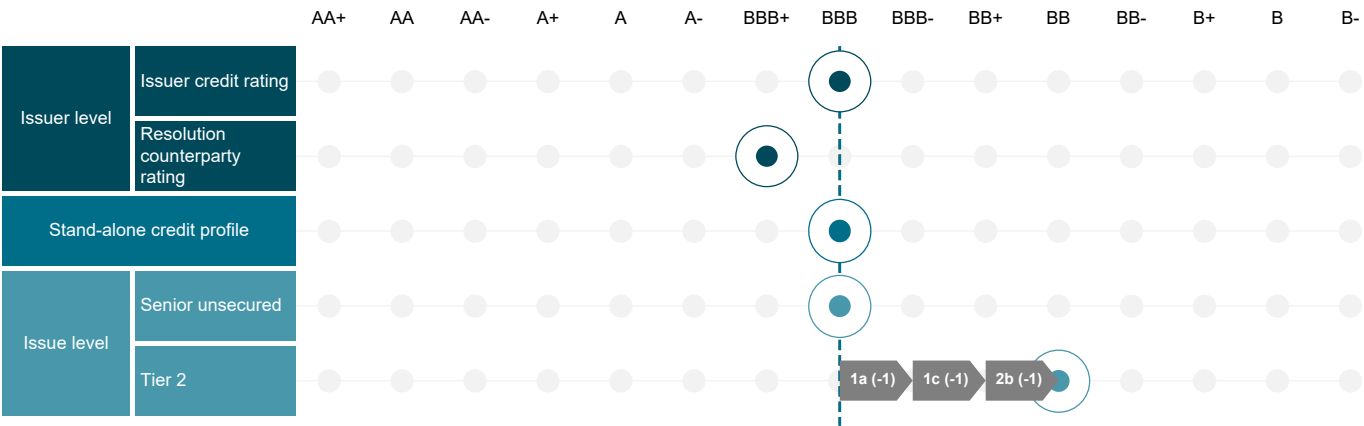 AA+ AA AA- A+ A A- BBB+ BBB BBB- BB+ BB BB- B+ B B-
Issuer level
Issuer credit rating
Resolution
counterparty
rating
Stand-alone credit profile
Issue level
Senior unsecured
Tier 2
1a (-1) 1c (-1) 2b (-1)